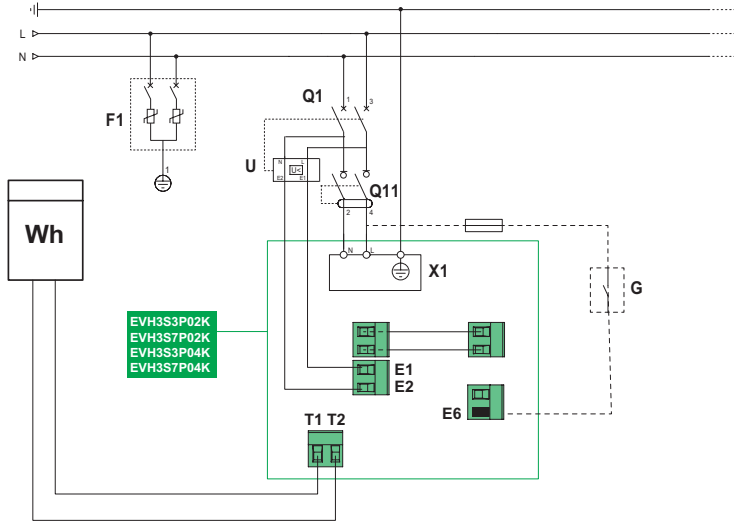 L
N
Q1
1
3
F1
U
N
L
U<
E2
E1
1
Q11
2
4
Wh
N
L
X1
G
EVH3S3P02K
EVH3S7P02K
EVH3S3P04K
EVH3S7P04K
E1
E2
E6
T1 T2